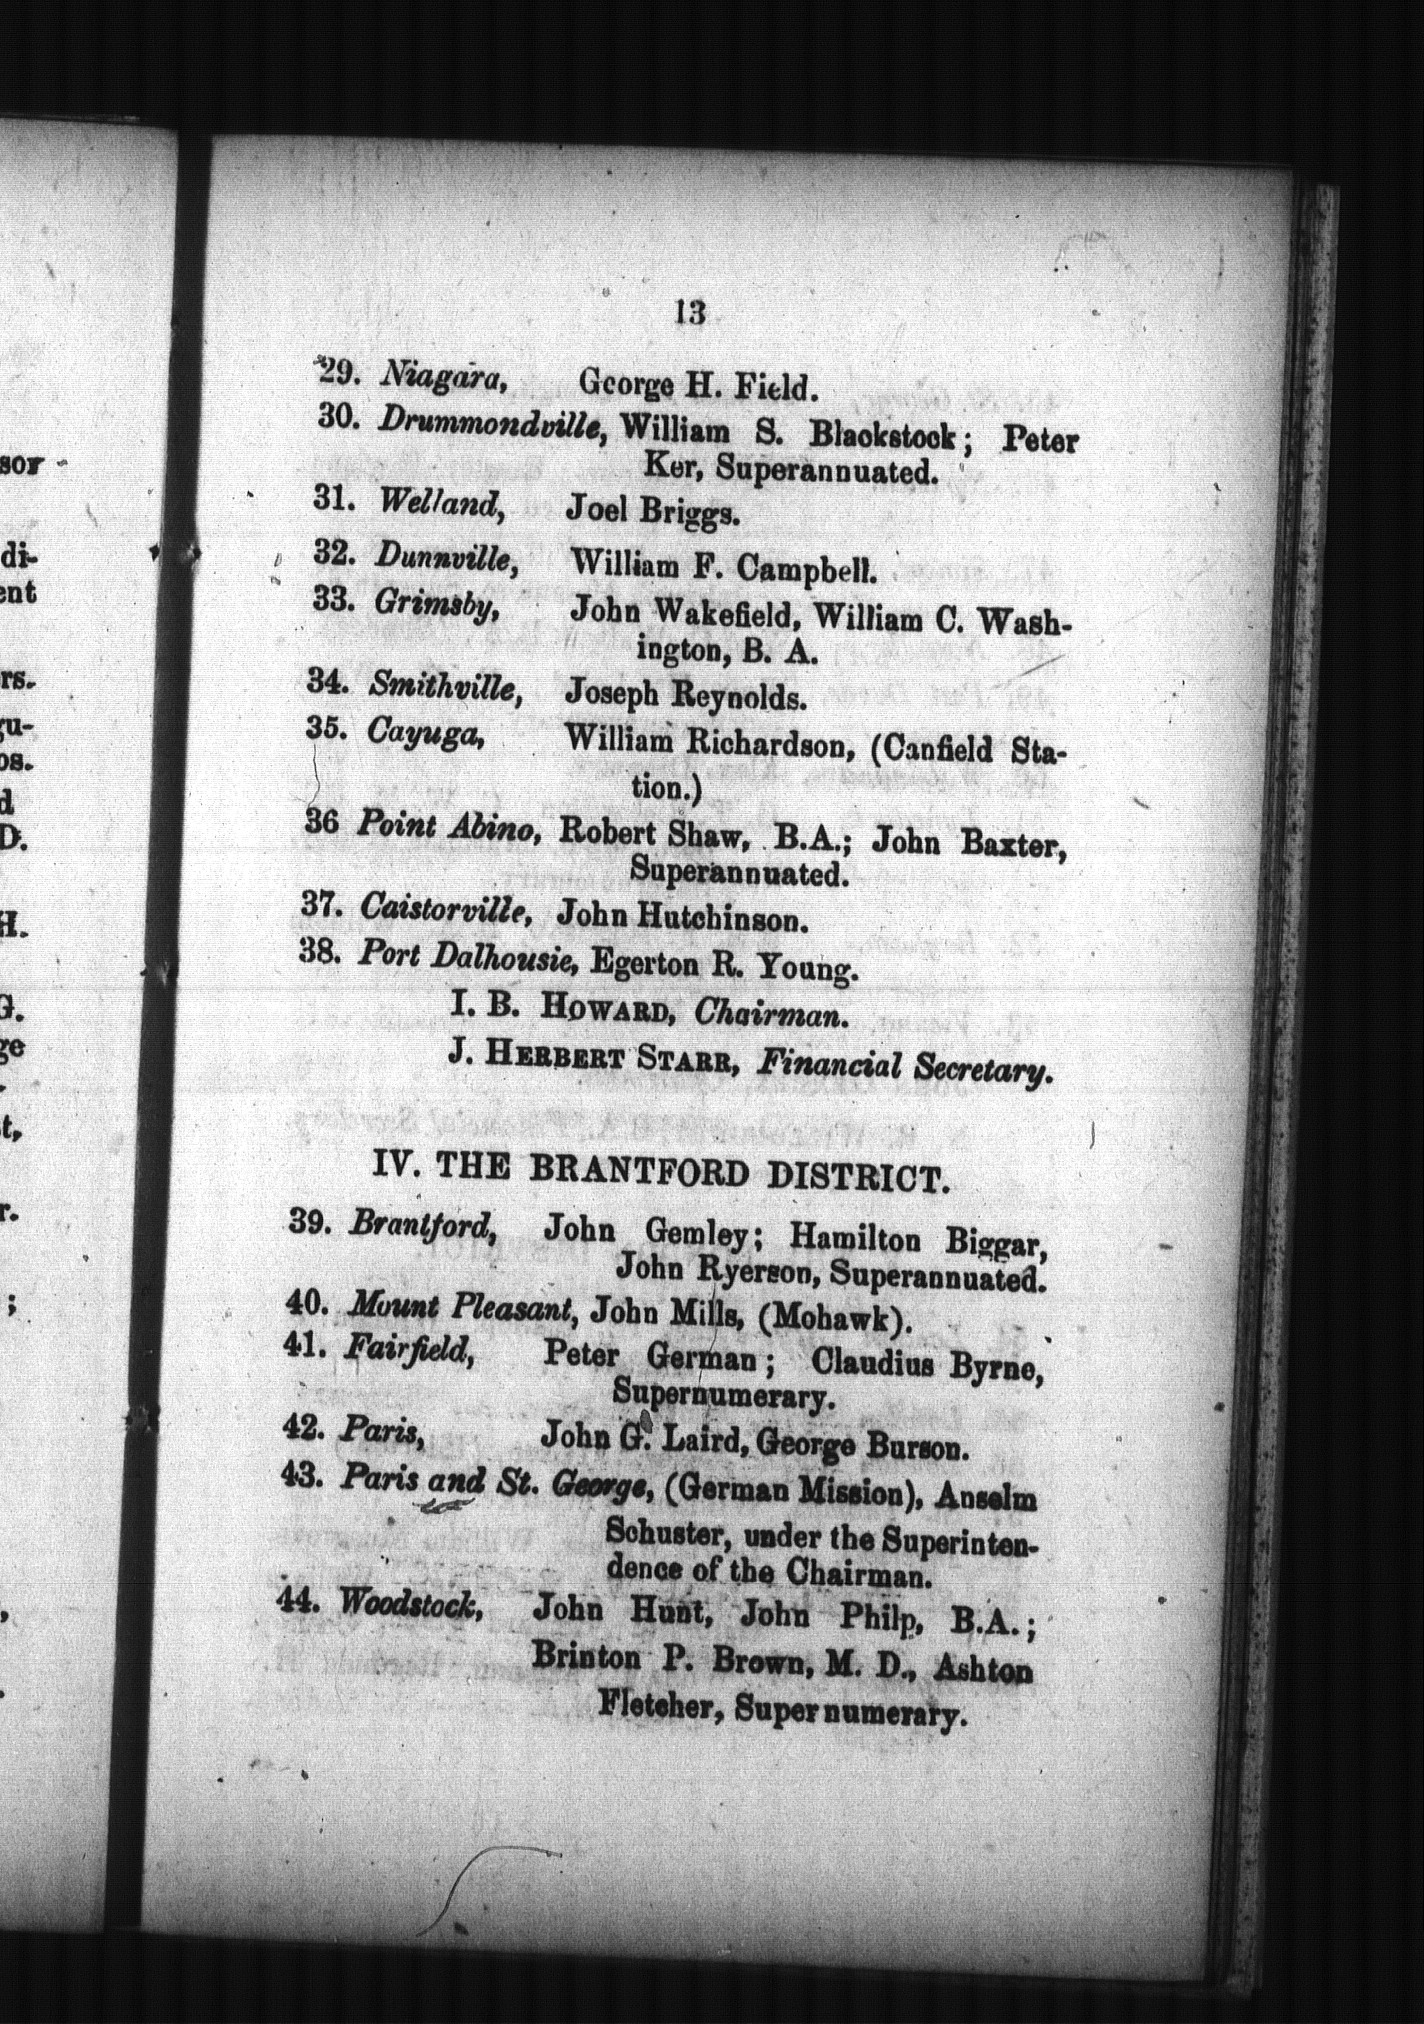 13
29. Niagara, George H. Field.
30. Drummondville, William S. Blackstock; Peter
Ker, Superannuated.
31. Welland, Joel Briggs.
32. Dunnville, William F. Campbell.
33. Grimsby, John Wakefield, William C. Wash-
ington, B. A.
34. Smithville, Joseph Reynolds.
35. Cayuga, William Richardson, (Canfield Sta-
tion.)
36 Point Abino, Robert Shaw, B.A.; John Baxter,
Superannuated.
37. Caistorville, John Hutchinson.
38. Port Dalhousie, Egerton R. Young.
I. B. HOWARD, Chairman.
J. HERBERT STARR, Financial Secretary.
IV. THE BRANTFORD DISTRICT.
39. Brantford, John Gemley; Hamilton Biggar,
John Ryerson, Superannuated.
40. Mount Pleasant, John Mills, (Mohawk).
41. Fairfield, Peter German; Claudius Byrne,
Supernumerary.
42. Paris, John G. Laird, George Burson.
43. Paris and St. George, (German Mission), Anselm
Schuster, under the Superinten-
dence of the Chairman.
44. Woodstock, John Hunt, John Philp, B.A.;
Brinton P. Brown, M. D., Ashton
Fletcher, Supernumerary.